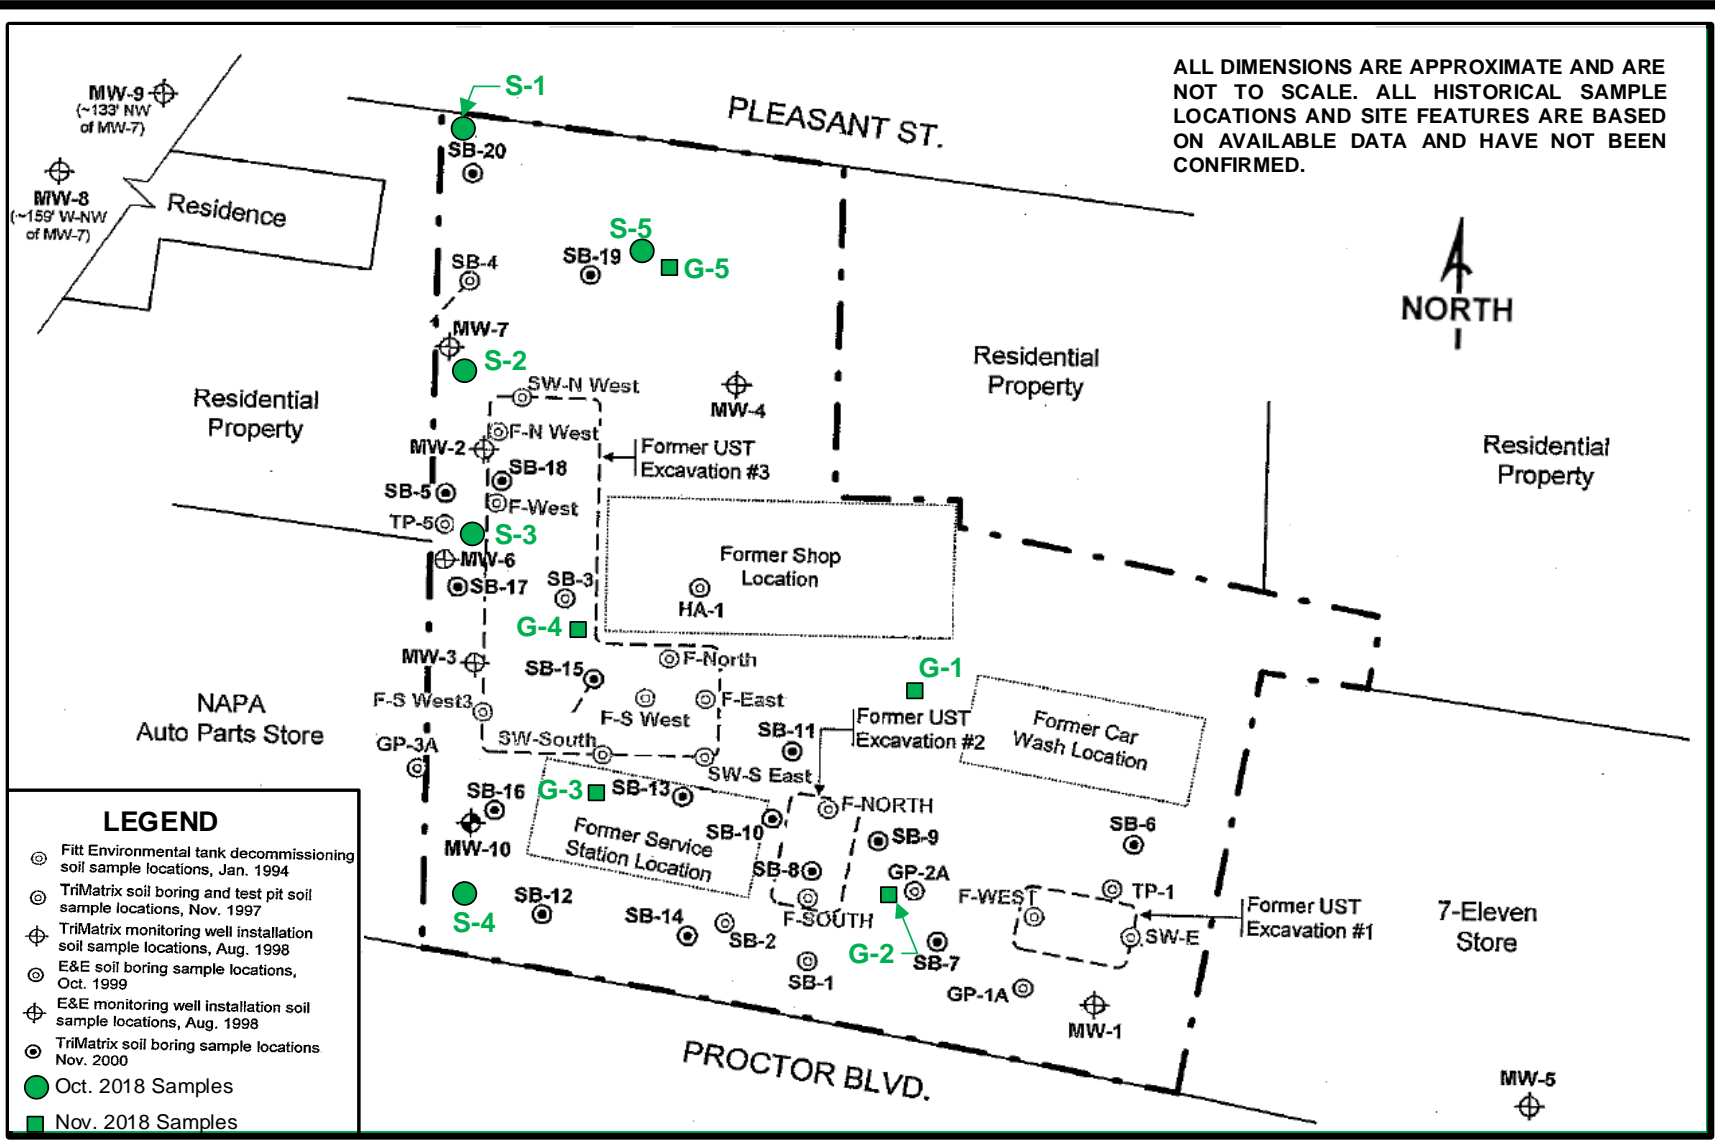 ALL DIMENSIONS ARE APPROXIMATE AND ARE
NOT TO SCALE. ALL HISTORICAL SAMPLE
LOCATIONS AND SITE FEATURES ARE BASED
ON AVAILABLE DATA AND HAVE NOT BEEN
CONFIRMED.
MW-9
(~133' NW
of MW-7)
S-1
PLEASANT ST.
SB-20
MW-8
(~159' W-NW
of MW-7)
Residence
S-5
SB-19
G-5
SB-4
NORTH
MW-7
S-2
SW-N West
MW-4
Residential
Property
Residential
Property
Residential
Property
F-N West
MW-2
Former UST
Excavation #3
SB-18
SB-5
F-West
TP-5
S-3
MW-6
SB-17
SB-3
Former Shop
Location
HA-1
G-4
MW-3
SB-15
F-North
G-1
F-S West3
F-S West
F-East
NAPA
Auto Parts Store
GP-3A
SW-South
SB-11
Former UST
Excavation #2
Former Car
Wash Location
SW-S East
SB-16
G-3
SB-13
F-NORTH
MW-10
Former Service
Station Location
SB-10
SB-9
SB-6
SB-8
GP-2A
F-WEST
TP-1
S-4
SB-12
SB-14
SB-2
F-SOUTH
G-2
SB-7
SW-E
Former UST
Excavation #1
7-Eleven
Store
SB-1
GP-1A
MW-1
PROCTOR BLVD.
MW-5
LEGEND
Fitt Environmental tank decommissioning
soil sample locations, Jan. 1994
TriMatrix soil boring and test pit soil
sample locations, Nov. 1997
TriMatrix monitoring well installation
soil sample locations, Aug. 1998
E&E soil boring sample locations,
Oct. 1999
E&E monitoring well installation soil
sample locations, Aug. 1998
TriMatrix soil boring sample locations
Nov. 2000
Oct. 2018 Samples
Nov. 2018 Samples